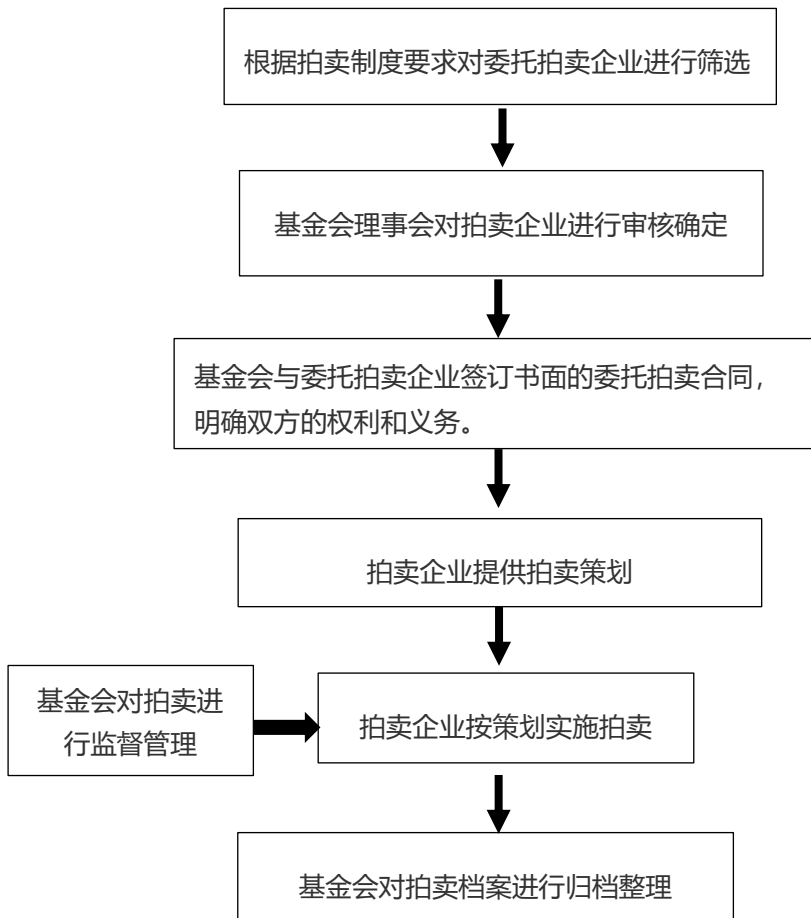 根据拍卖制度要求对委托拍卖企业进行筛选
基金会理事会对拍卖企业进行审核确定
基金会与委托拍卖企业签订书面的委托拍卖合同，
明确双方的权利和义务。
拍卖企业提供拍卖策划
基金会对拍卖进
行监督管理
拍卖企业按策划实施拍卖
基金会对拍卖档案进行归档整理